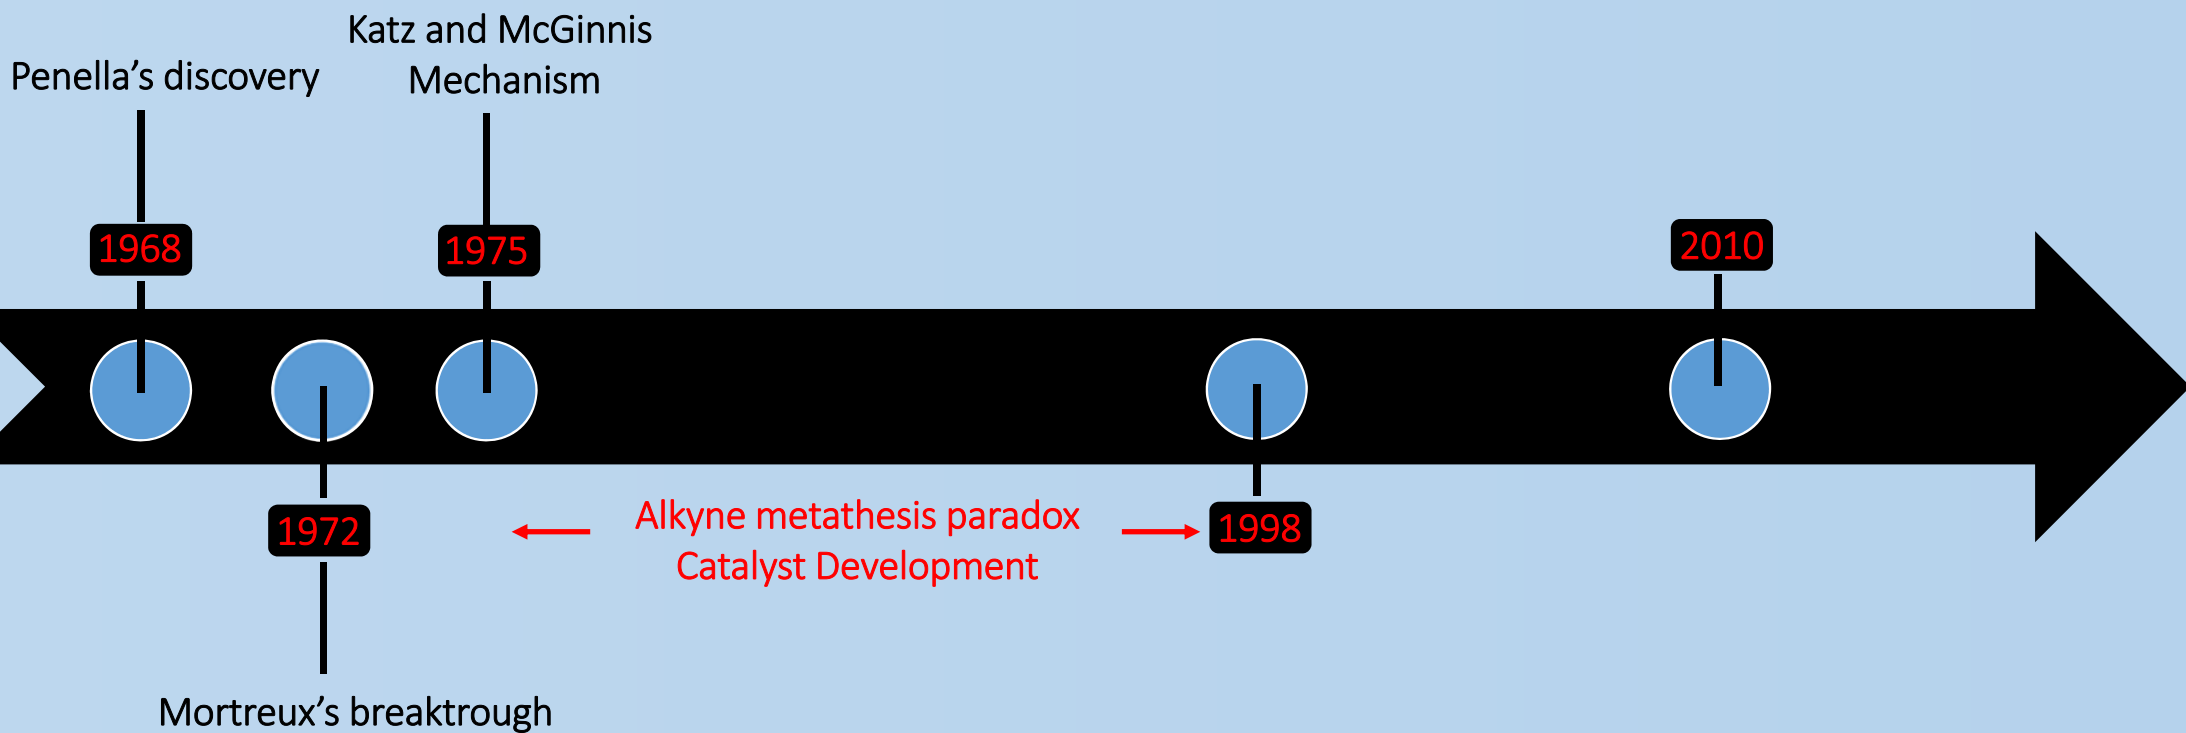 Penella’s discovery
Katz and McGinnis
Mechanism
1968
1975
2010
1972
Alkyne metathesis paradox
Catalyst Development
1998
Mortreux’s breaktrough